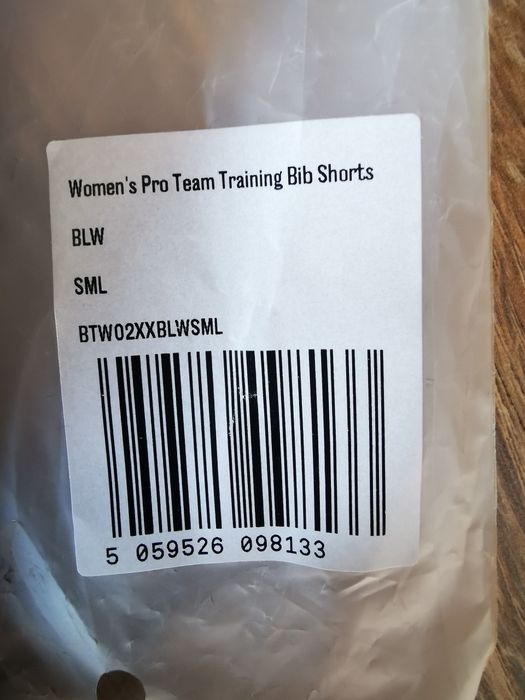 Women's Pro Team Training Bib Shorts
BLW
SML
BTW02XXBLWSML
5 059526 098133